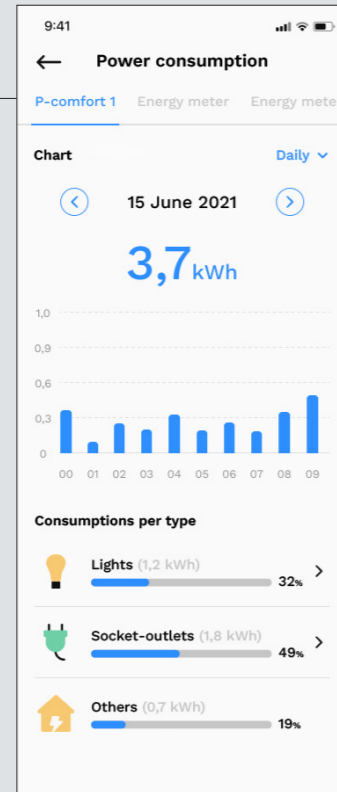 9:41
Power consumption
P-comfort 1 Energy meter Energy mete
Chart Daily
15 June 2021
3,7kWh
1,0
0,9
0,6
0,3
0
00 01 02 03 04 05 06 07 08 09
Consumptions per type
Lights (1,2 kWh)
32%
Socket-outlets (1,8 kWh)
49%
Others (0,7 kWh)
19%